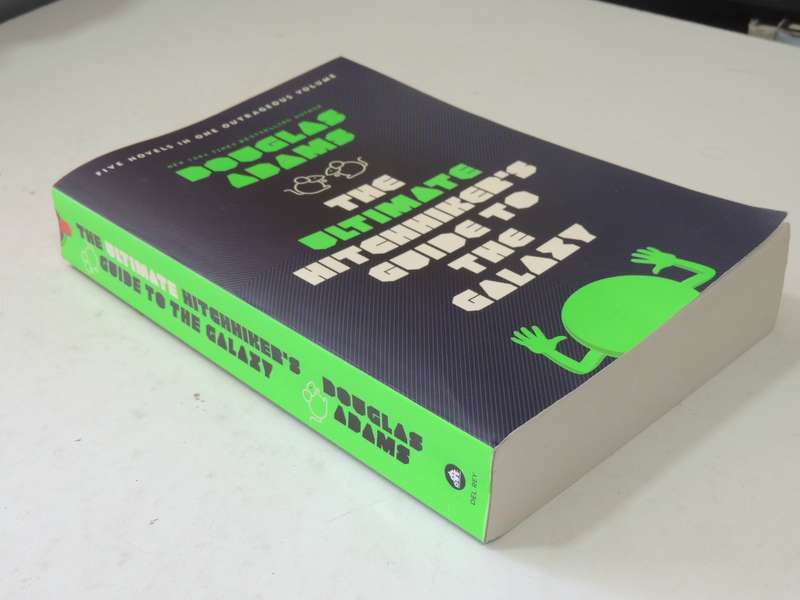 FIVE NOVELS IN ONE OUTRAGEOUS VOLUME
NEW YORK TIMES BESTSELLING AUTHOR
DOUGLAS
ADAMS
THE
ULTIMATE
HITCHHIKER'S
GUIDE TO
THE
GALAXY
THE ULTIMATE HITCHHIKER'S
GUIDE TO THE GALAXY
DOUGLAS
ADAMS
DEL REY